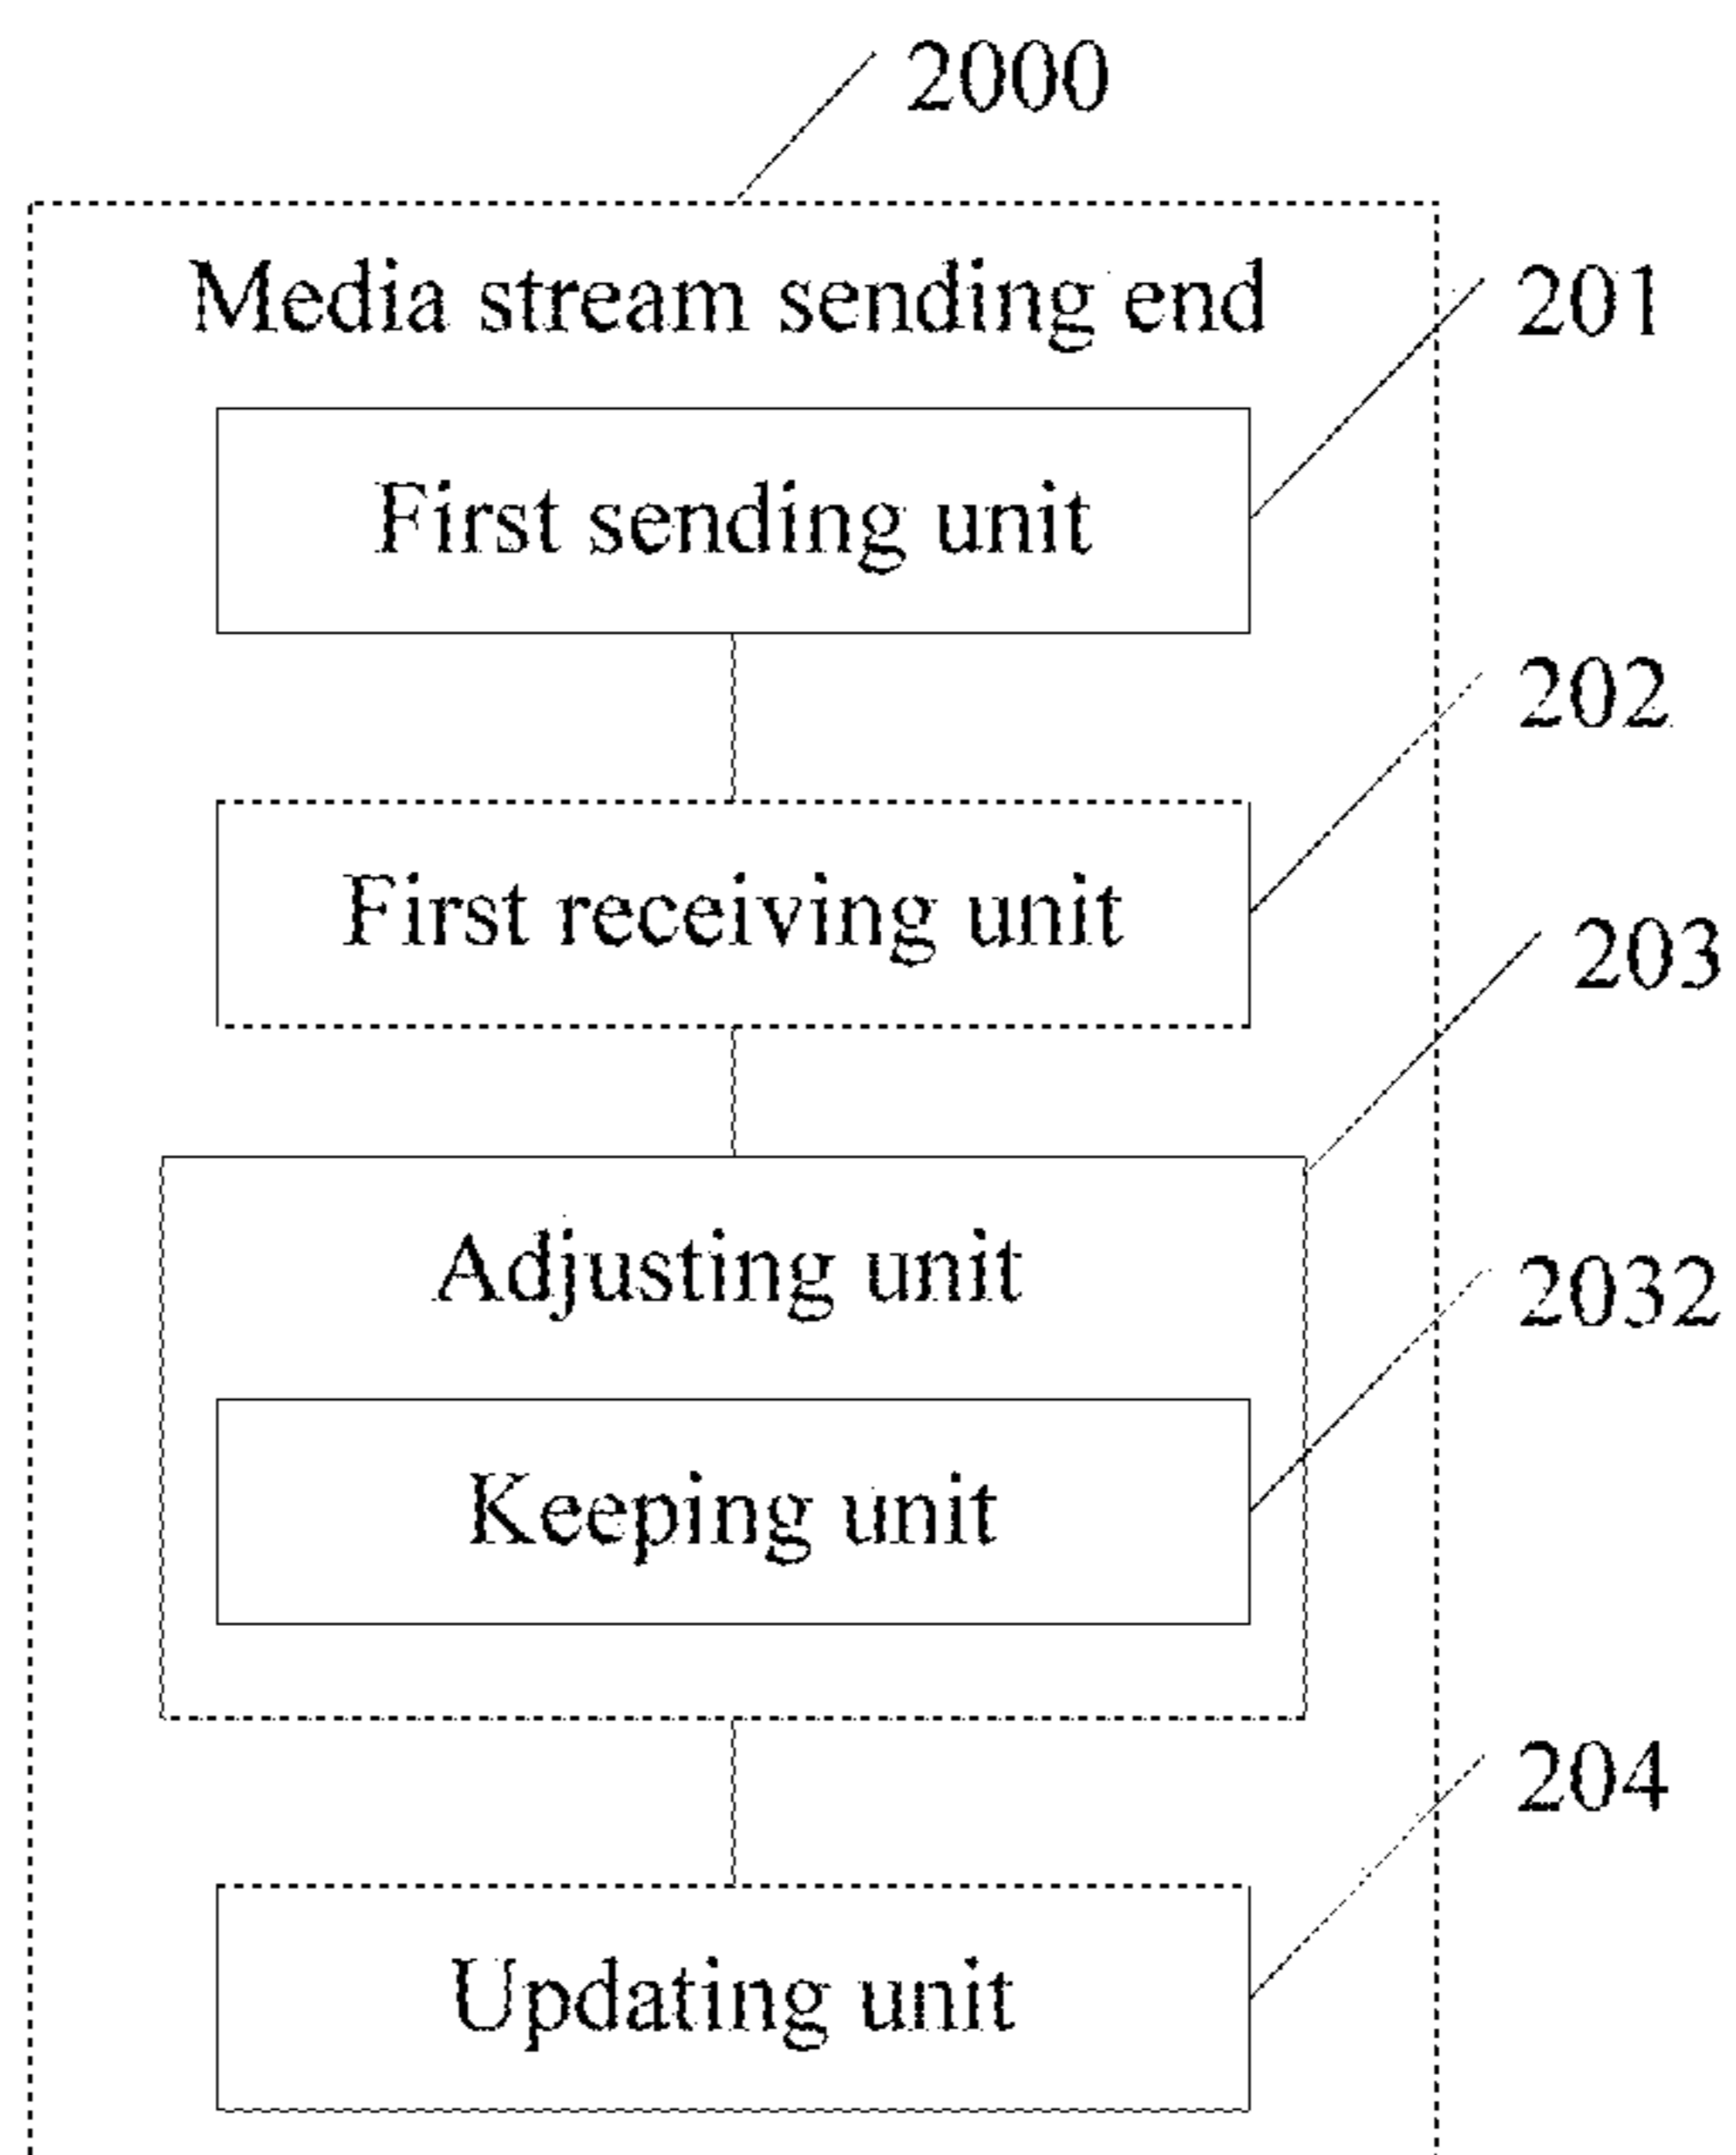 2000
Media stream sending end
201
First sending unit
202
First receiving unit
203
Adjusting unit
2032
Keeping unit
204
Updating unit